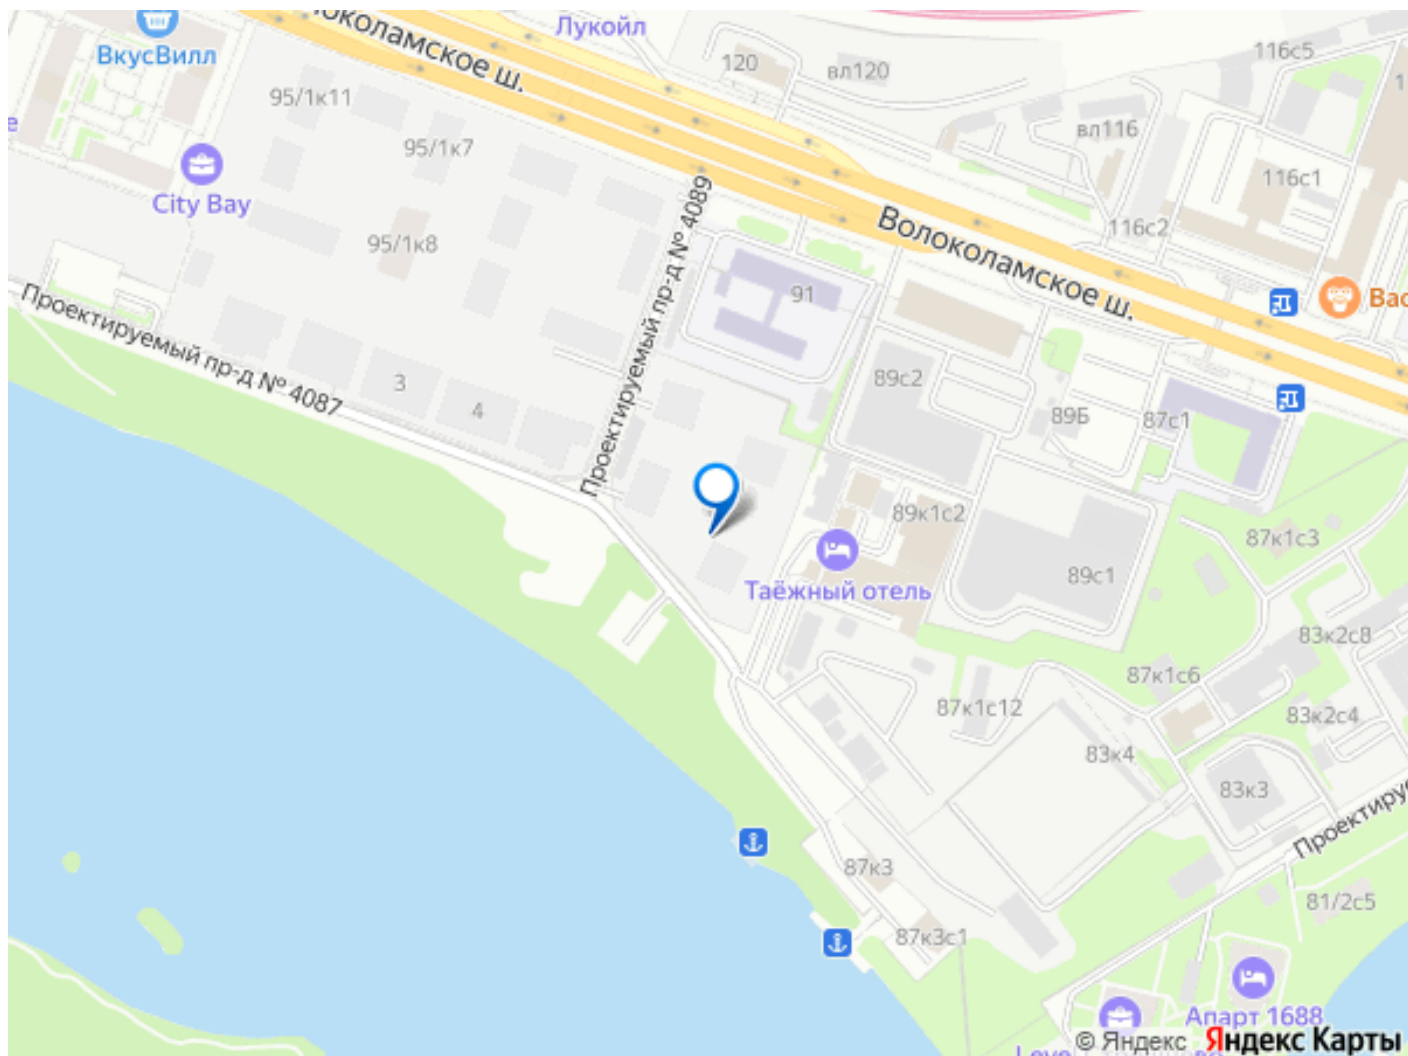 Лукойл
Волоколамское ш.
ВкусВилл
120
вл120
116с5
95/1к11
95/1к7
вл116
116с1
City Bay
116с2
95/1к8
Волоколамское ш.
Проектируемый пр-д № 4089
91
Проектируемый пр-д № 4087
3
4
89с2
89Б
87с1
89к1с2
87к1с3
Таёжный отель
89с1
83к2с8
87к1с6
87к1с12
83к2с4
83к4
83к3
87к3
81/2с5
87к3с1
Апарт 1688
© Яндекс Яндекс Карты